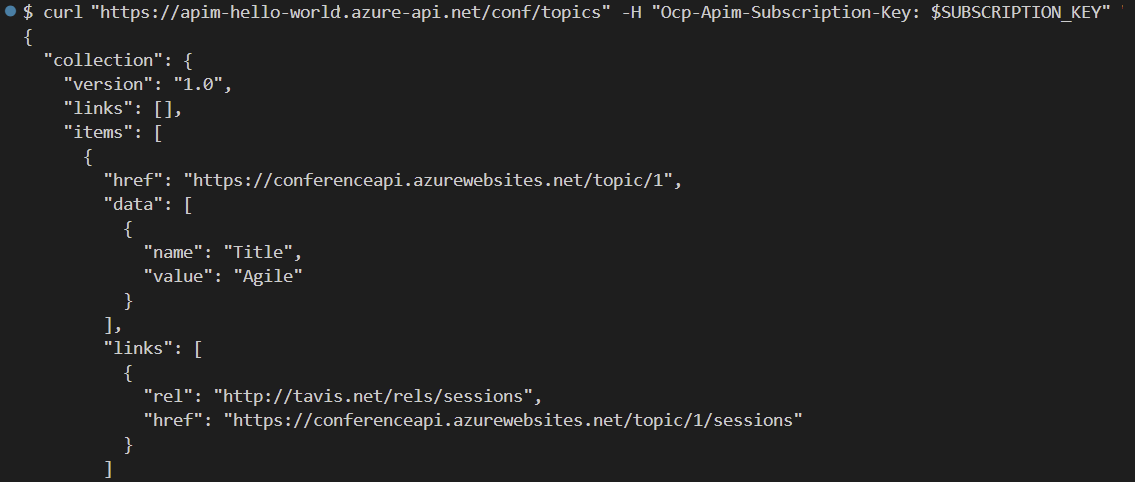 $ curl "https://apim-hello-world.azure-api.net/conf/topics" -H "Ocp-Apim-Subscription-Key: $SUBSCRIPTION_KEY"
{
  "collection": {
    "version": "1.0",
    "links": [],
    "items": [
      {
        "href": "https://conferenceapi.azurewebsites.net/topic/1",
        "data": [
          {
            "name": "Title",
            "value": "Agile"
          }
        ],
        "links": [
          {
            "rel": "http://tavis.net/rels/sessions",
            "href": "https://conferenceapi.azurewebsites.net/topic/1/sessions"
          }
        ]